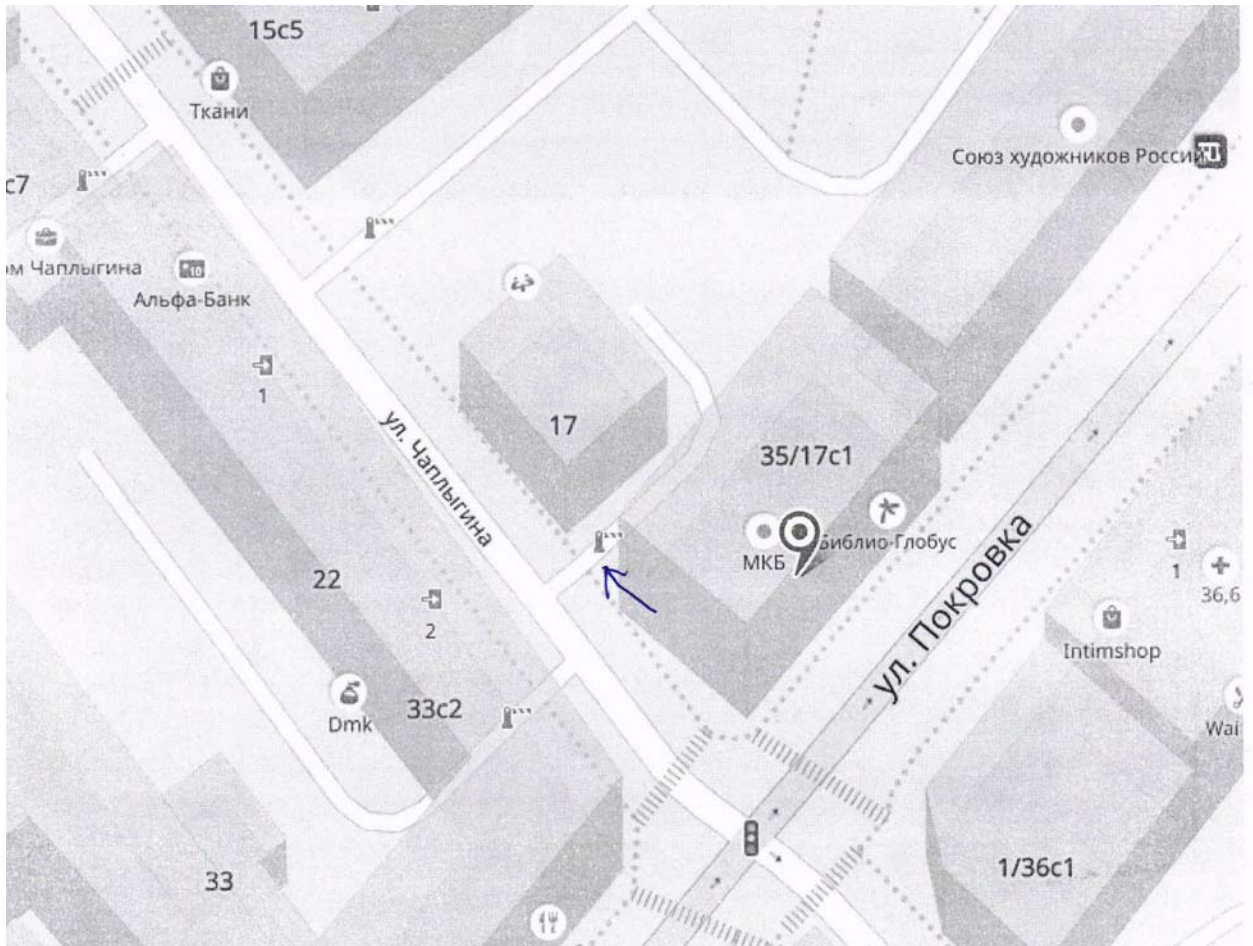 15с5
Ткани
Союз художников России
с7
ом Чаплыгина
Альфа-Банк
1
17
ул. Чаплыгина
35/17с1
МКБ
Библио-Глобус
ул. Покровка
22
2
1
36,6
Intimshop
Dmk
33с2
Wai
33
1/36с1